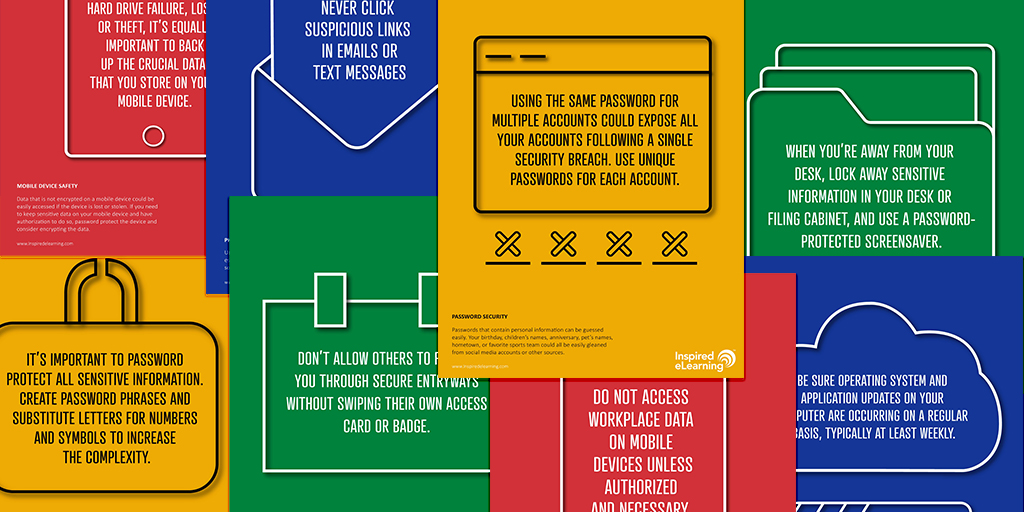 HARD DRIVE FAILURE,
OR THEFT, IT'S
IMPORTANT TO BACK
UP THE CRUCIAL DATA
THAT YOU STORE ON
MOBILE DEVICE.
MOBILE DEVICE SAFETY
Data that is not encrypted on a mobile device could be
easily accessed if the device is lost or stolen. If you need
to keep sensitive data on your mobile device and have
authorization to do so, password protect the device and
consider encrypting the data.
www.inspiredelearning.com
NEVER CLICK
SUSPICIOUS LINKS
IN EMAILS OR
TEXT MESSAGES
USING THE SAME PASSWORD FOR
MULTIPLE ACCOUNTS COULD EXPOSE ALL
YOUR ACCOUNTS FOLLOWING A SINGLE
SECURITY BREACH. USE UNIQUE
PASSWORDS FOR EACH ACCOUNT.
PASSWORD SECURITY
Passwords that contain personal information can be guessed
easily. Your birthday, children's names, anniversary, pet's names,
hometown, or favorite sports team could all be easily gleaned
from social media accounts or other sources.
www.inspiredelearning.com
Inspired
eLearning
WHEN YOU'RE AWAY FROM YOUR
DESK, LOCK AWAY SENSITIVE
INFORMATION IN YOUR DESK OR
FILING CABINET, AND USE A PASSWORD-
PROTECTED SCREENSAVER.
IT'S IMPORTANT TO PASSWORD
PROTECT ALL SENSITIVE INFORMATION.
CREATE PASSWORD PHRASES AND
SUBSTITUTE LETTERS FOR NUMBERS
AND SYMBOLS TO INCREASE
THE COMPLEXITY.
DON'T ALLOW OTHERS TO
YOU THROUGH SECURE ENTRYWAYS
WITHOUT SWIPING THEIR OWN ACCESS
CARD OR BADGE.
DO NOT ACCESS
WORKPLACE DATA
ON MOBILE
DEVICES UNLESS
AUTHORIZED
AND NECESSARY.
BE SURE OPERATING SYSTEM AND
APPLICATION UPDATES ON YOUR
ARE OCCURRING ON A REGULAR
BASIS, TYPICALLY AT LEAST WEEKLY.